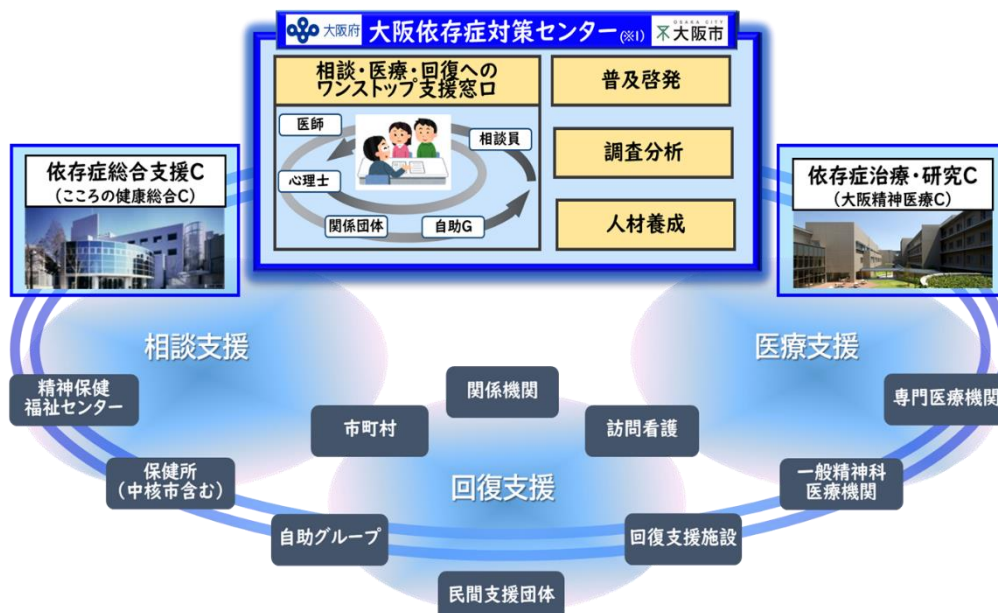 大阪府
大阪依存症対策センター(※1)
OSAKA CITY
大阪市
相談・医療・回復への
ワンストップ支援窓口
医師
相談員
心理士
関係団体
自助G
普及啓発
調査分析
人材養成
依存症総合支援C
(こころの健康総合C)
依存症治療・研究C
(大阪精神医療C)
相談支援
医療支援
精神保健
福祉センター
関係機関
専門医療機関
市町村
訪問看護
保健所
(中核市含む)
回復支援
一般精神科
医療機関
自助グループ
回復支援施設
民間支援団体